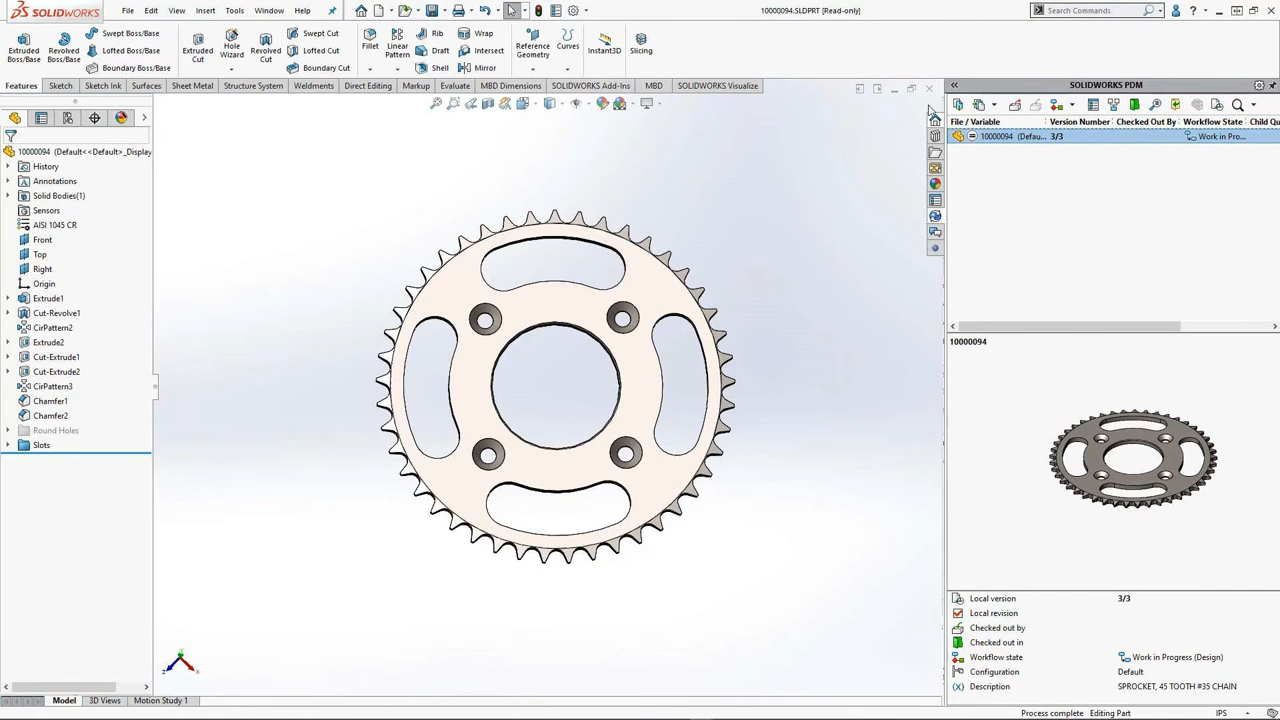 SOLIDWORKS File Edit View Insert Tools Window Help 10000094.SLDPRT [Read-only] Search Commands
Extruded Boss/Base
Revolved Boss/Base
Swept Boss/Base
Lofted Boss/Base
Boundary Boss/Base
Extruded Cut
Hole Wizard
Revolved Cut
Swept Cut
Lofted Cut
Boundary Cut
Fillet
Linear Pattern
Rib
Draft
Shell
Wrap
Intersect
Mirror
Reference Geometry
Curves
Instant3D
Slicing
Features Sketch Sketch Ink Surfaces Sheet Metal Structure System Weldments Direct Editing Markup Evaluate MBD Dimensions SOLIDWORKS Add-Ins MBD SOLIDWORKS Visualize
10000094 (Default<<Default>_Display
History
Annotations
Solid Bodies(1)
Sensors
AISI 1045 CR
Front
Top
Right
Origin
Extrude1
Cut-Revolve1
CirPattern2
Extrude2
Cut-Extrude1
Cut-Extrude2
CirPattern3
Chamfer1
Chamfer2
Round Holes
Slots
SOLIDWORKS PDM
File / Variable Version Number Checked Out By Workflow State Child Qu
10000094 (Defau... 3/3 Work in Pro...
10000094
Local version 3/3
Local revision
Checked out by
Checked out in
Workflow state Work in Progress (Design)
Configuration Default
Description SPROCKET, 45 TOOTH #35 CHAIN
Model 3D Views Motion Study 1
Process complete Editing Part IPS